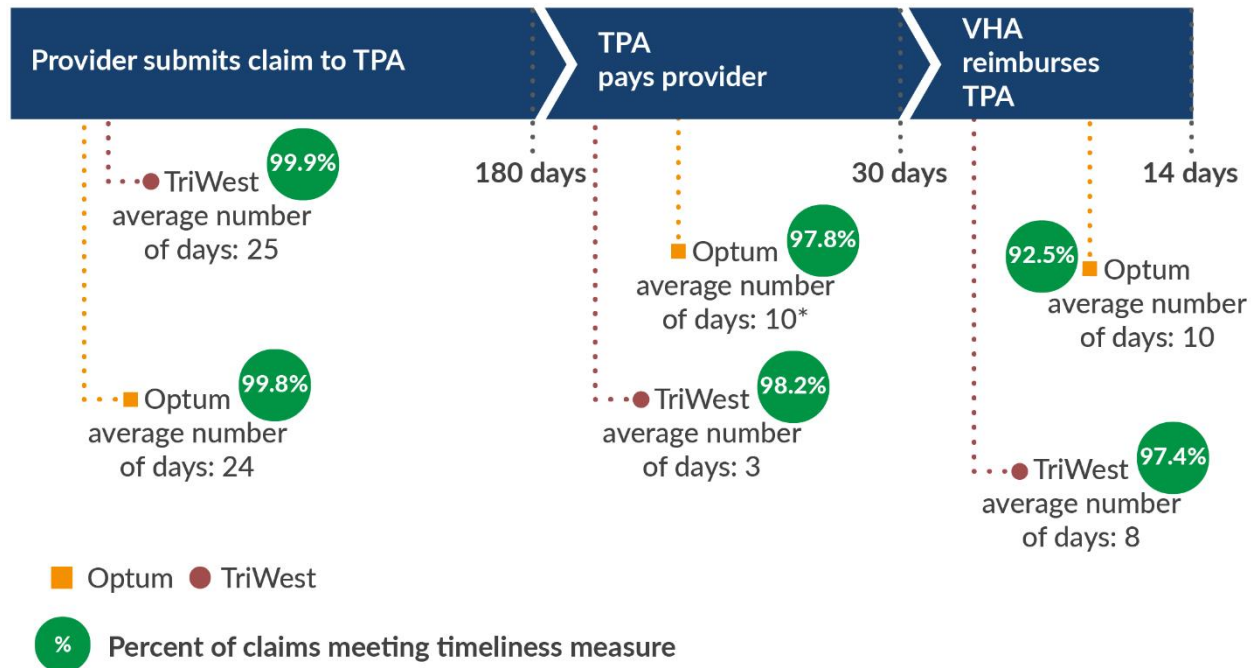 Provider submits claim to TPA
TPA
pays provider
VHA
reimburses
TPA
180 days
30 days
14 days
TriWest 99.9%
average number
of days: 25
Optum 99.8%
average number
of days: 24
Optum 97.8%
average number
of days: 10*
TriWest 98.2%
average number
of days: 3
92.5% Optum
average number
of days: 10
TriWest 97.4%
average number
of days: 8
Optum TriWest
% Percent of claims meeting timeliness measure